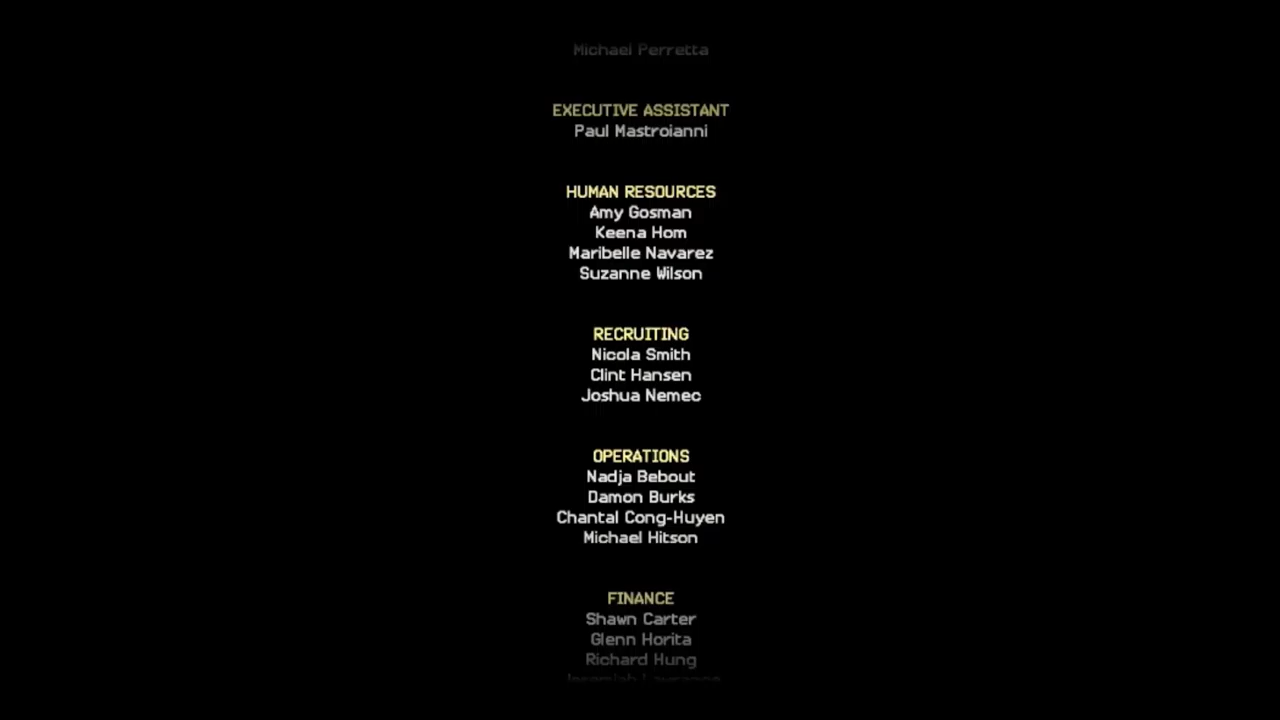 Michael Perretta
EXECUTIVE ASSISTANT
Paul Mastroianni
HUMAN RESOURCES
Amy Gosman
Keena Hom
Maribelle Navarez
Suzanne Wilson
RECRUITING
Nicola Smith
Clint Hansen
Joshua Nemec
OPERATIONS
Nadja Bebout
Damon Burks
Chantal Cong-Huyen
Michael Hitson
FINANCE
Shawn Carter
Glenn Horita
Richard Hung